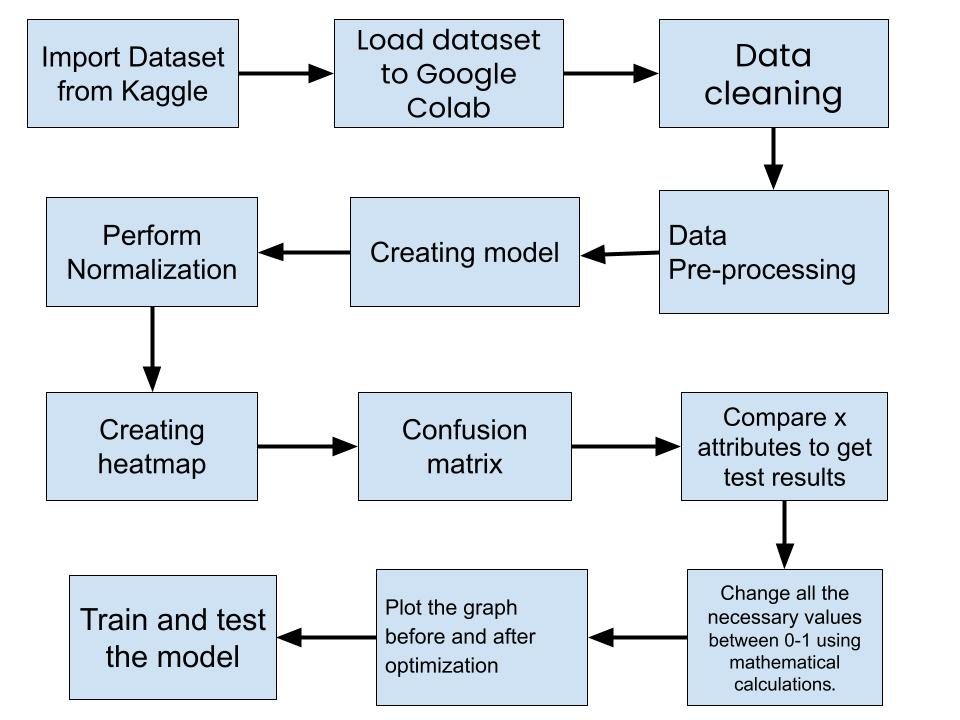 Import Dataset
from Kaggle
Load dataset
to Google
Colab
Data
cleaning
Data
Pre-processing
Creating model
Perform
Normalization
Creating
heatmap
Confusion
matrix
Compare x
attributes to get
test results
Change all the
necessary values
between 0-1 using
mathematical
calculations.
Plot the graph
before and after
optimization
Train and test
the model